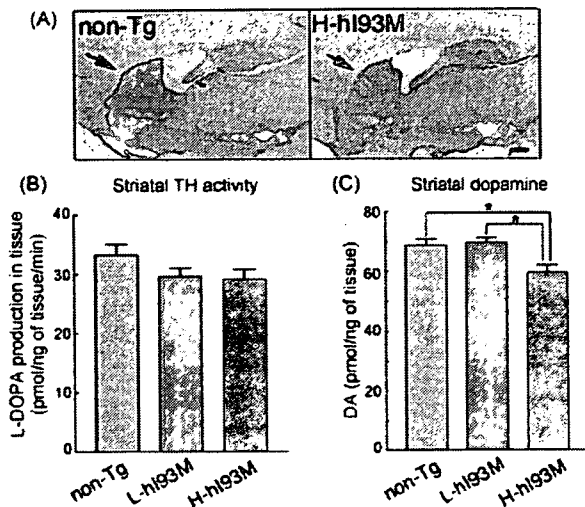 (A)
non-Tg
H-hI93M
(B) Striatal TH activity
L-DOPA production in tissue
(pmol/ng of tissue/min)
40
30
20
10
0
non-Tg
L-hI93M
H-hI93M
(C) Striatal dopamine
DA (pmol/ng of tissue)
80
60
40
20
0
*
*
non-Tg
L-hI93M
H-hI93M